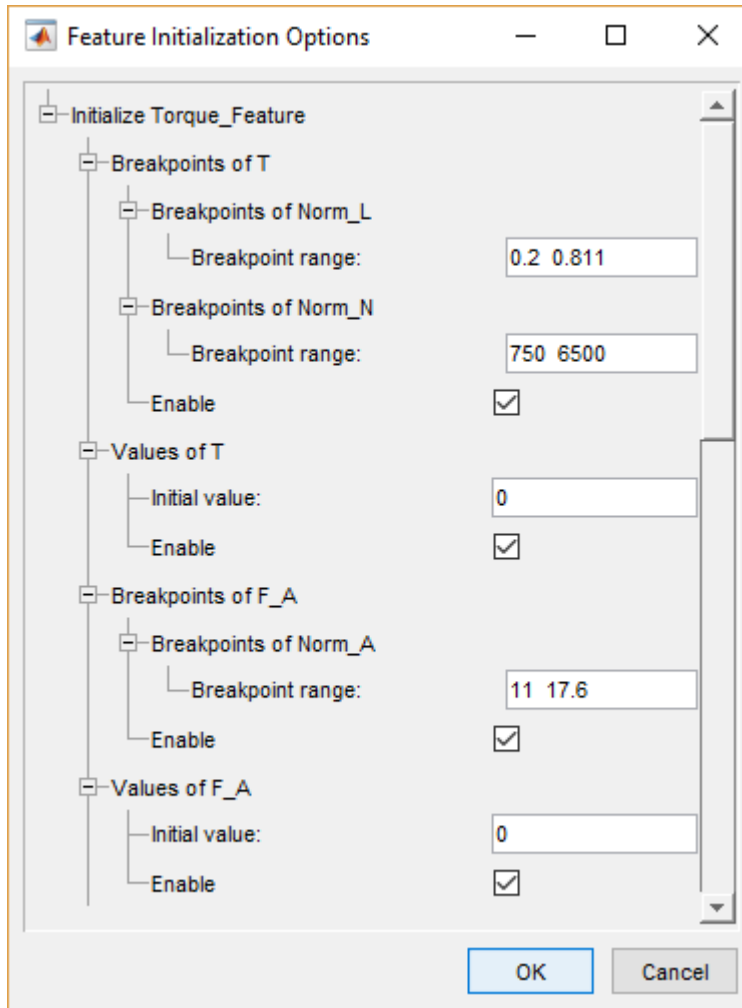 Feature Initialization Options
Initialize Torque_Feature
Breakpoints of T
Breakpoints of Norm_L
Breakpoint range: 0.2 0.811
Breakpoints of Norm_N
Breakpoint range: 750 6500
Enable
Values of T
Initial value: 0
Enable
Breakpoints of F_A
Breakpoints of Norm_A
Breakpoint range: 11 17.6
Enable
Values of F_A
Initial value: 0
Enable
OK Cancel